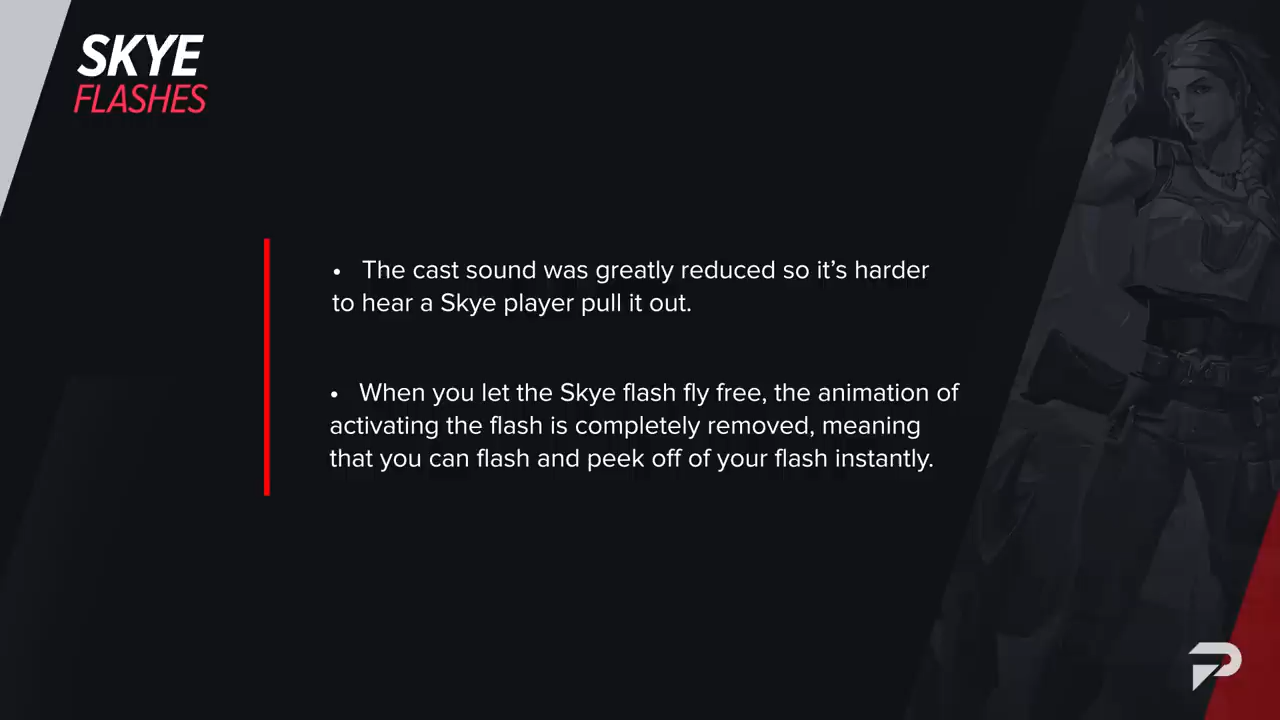 SKYE
FLASHES
• The cast sound was greatly reduced so it’s harder
to hear a Skye player pull it out.
• When you let the Skye flash fly free, the animation of
activating the flash is completely removed, meaning
that you can flash and peek off of your flash instantly.